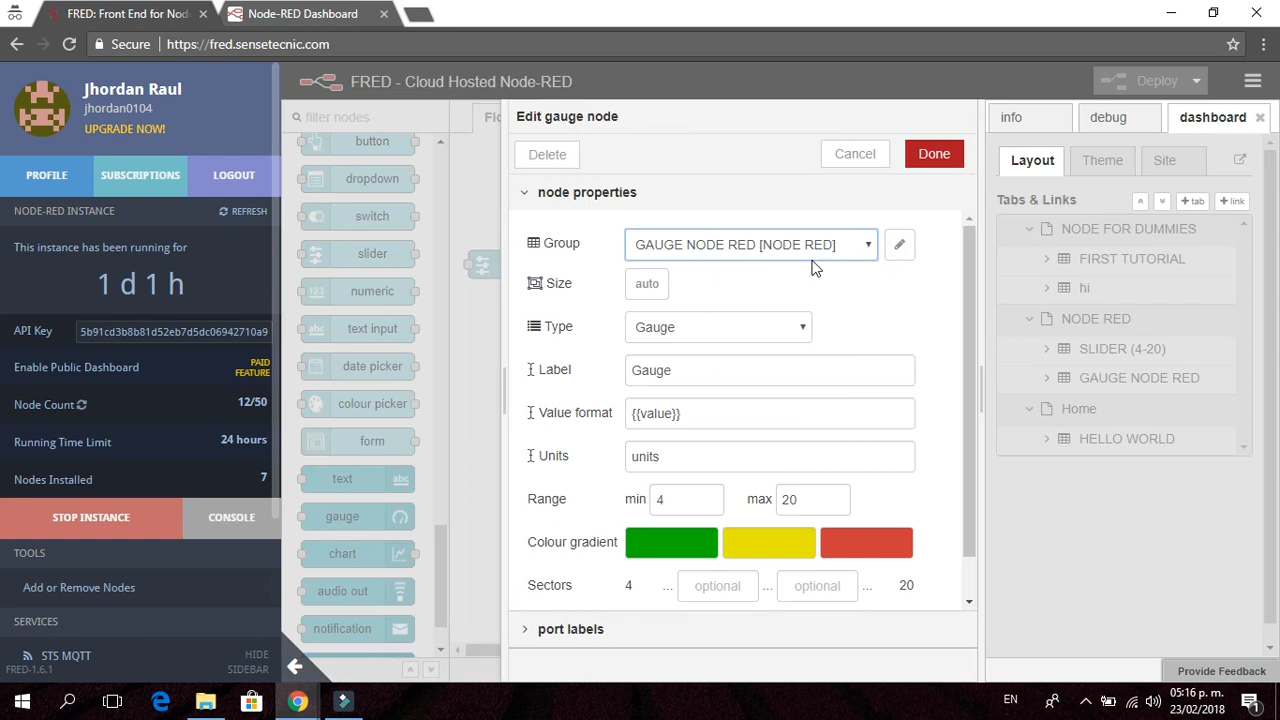 FRED: Front End for Nod
Node-RED Dashboard
Secure
https://fred.sensetecnic.com
Jhordan Raul
jhordan0104
UPGRADE NOW!
PROFILE
SUBSCRIPTIONS
LOGOUT
NODE-RED INSTANCE
REFRESH
This instance has been running for
1 d 1 h
API Key
5b91cd3b8b81d52eb7d5dc06942710a9
Enable Public Dashboard
PAID
FEATURE
Node Count
12/50
Running Time Limit
24 hours
Nodes Installed
7
STOP INSTANCE
CONSOLE
TOOLS
Add or Remove Nodes
SERVICES
STS MQTT
HIDE
FRED-1.6.1
SIDEBAR
FRED - Cloud Hosted Node-RED
Deploy
filter nodes
button
dropdown
switch
slider
numeric
text input
date picker
colour picker
form
text
gauge
chart
audio out
notification
Flo
Edit gauge node
Delete
Cancel
Done
node properties
Group
GAUGE NODE RED [NODE RED]
Size
auto
Type
Gauge
Label
Gauge
Value format
{{value}}
Units
units
Range
min
4
max
20
Colour gradient
Sectors
4
...
optional
...
optional
...
20
port labels
info
debug
dashboard
Layout
Theme
Site
Tabs & Links
+tab
+link
NODE FOR DUMMIES
FIRST TUTORIAL
hi
NODE RED
SLIDER (4-20)
GAUGE NODE RED
Home
HELLO WORLD
Provide Feedback
EN
05:16 p. m.
23/02/2018
1